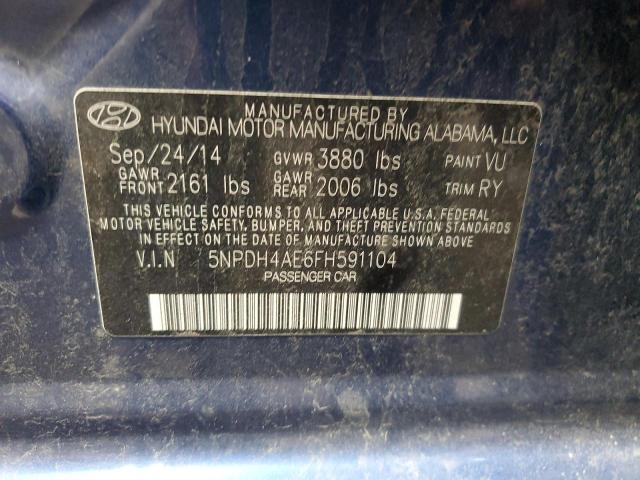 MANUFACTURED BY
HYUNDAI MOTOR MANUFACTURING ALABAMA, LLC
Sep/24/14 GVWR 3880 lbs PAINT VU
GAWR FRONT 2161 lbs GAWR REAR 2006 lbs TRIM RY
THIS VEHICLE CONFORMS TO ALL APPLICABLE U.S.A. FEDERAL
MOTOR VEHICLE SAFETY, BUMPER, AND THEFT PREVENTION STANDARDS
IN EFFECT ON THE DATE OF MANUFACTURE SHOWN ABOVE.
V.I.N 5NPDH4AE6FH591104
PASSENGER CAR